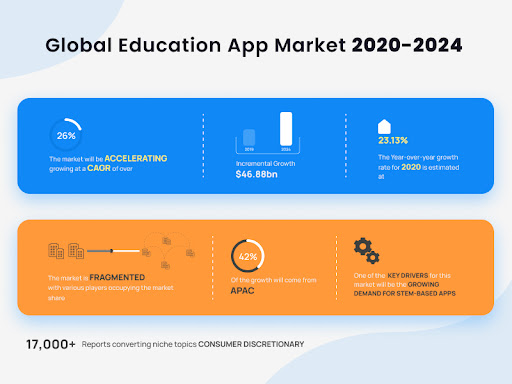 Global Education App Market 2020-2024
26%
The market will be ACCELERATING
growing at a CAGR of over
2019 2024
Incremental Growth
$46.88bn
23.13%
The Year-over-year growth
rate for 2020 is estimated
at
The market is FRAGMENTED
with various players occupying the market
share
42%
Of the growth will come from
APAC
One of the KEY DRIVERS for this
market will be the GROWING
DEMAND FOR STEM-BASED APPS
17,000+ Reports converting niche topics CONSUMER DISCRETIONARY